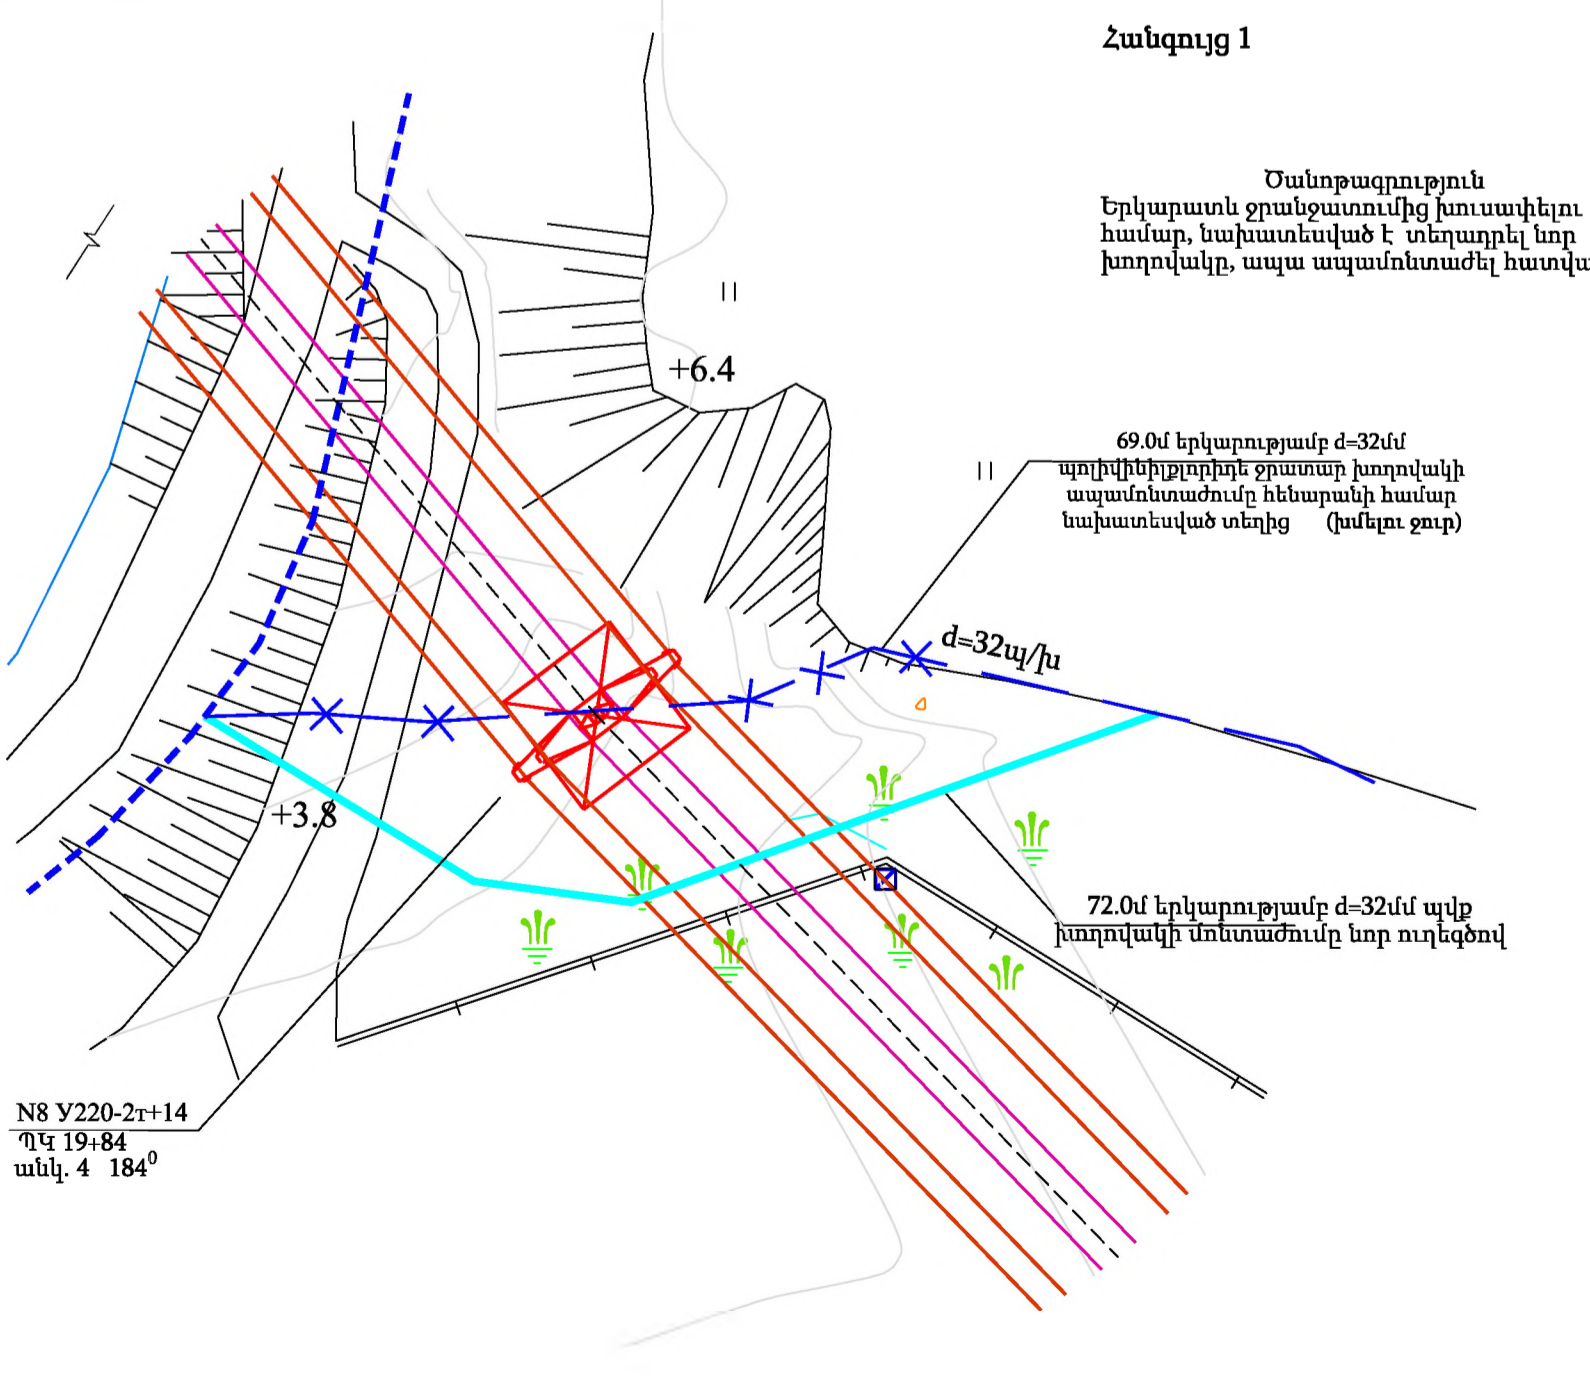 Հանգույց 1
Ծանոթագրություն
Երկարատև ջրանջատումից խուսափելու
համար, նախատեսված է տեղադրել նոր
խողովակը, ապա ապամոնտաժել հատվա
+6.4
69.0մ երկարությամբ d=32մմ
պոլիվինիլքլորիդե ջրատար խողովակի
ապամոնտաժումը հենարանի համար
նախատեսված տեղից (խմելու ջուր)
d=32պ/խ
+3.8
72.0մ երկարությամբ d=32մմ պվք
խողովակի մոնտաժումը նոր ուղեգծով
N8 У220-2т+14
ՊԿ 19+84
անկ. 4 184⁰